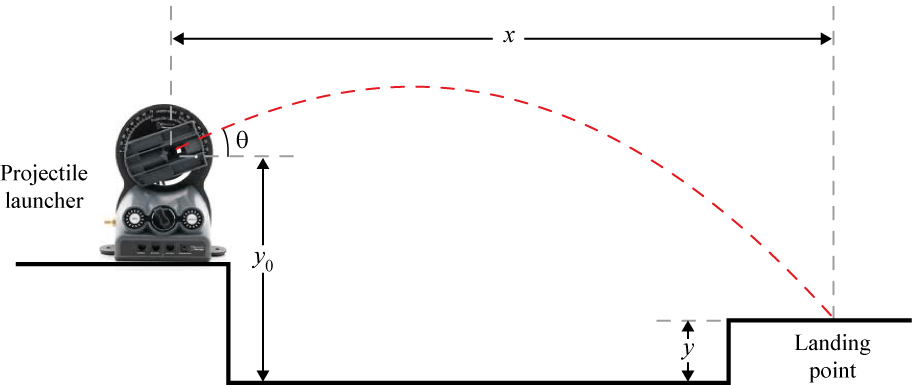 x
θ
Projectile
launcher
y₀
y
Landing
point